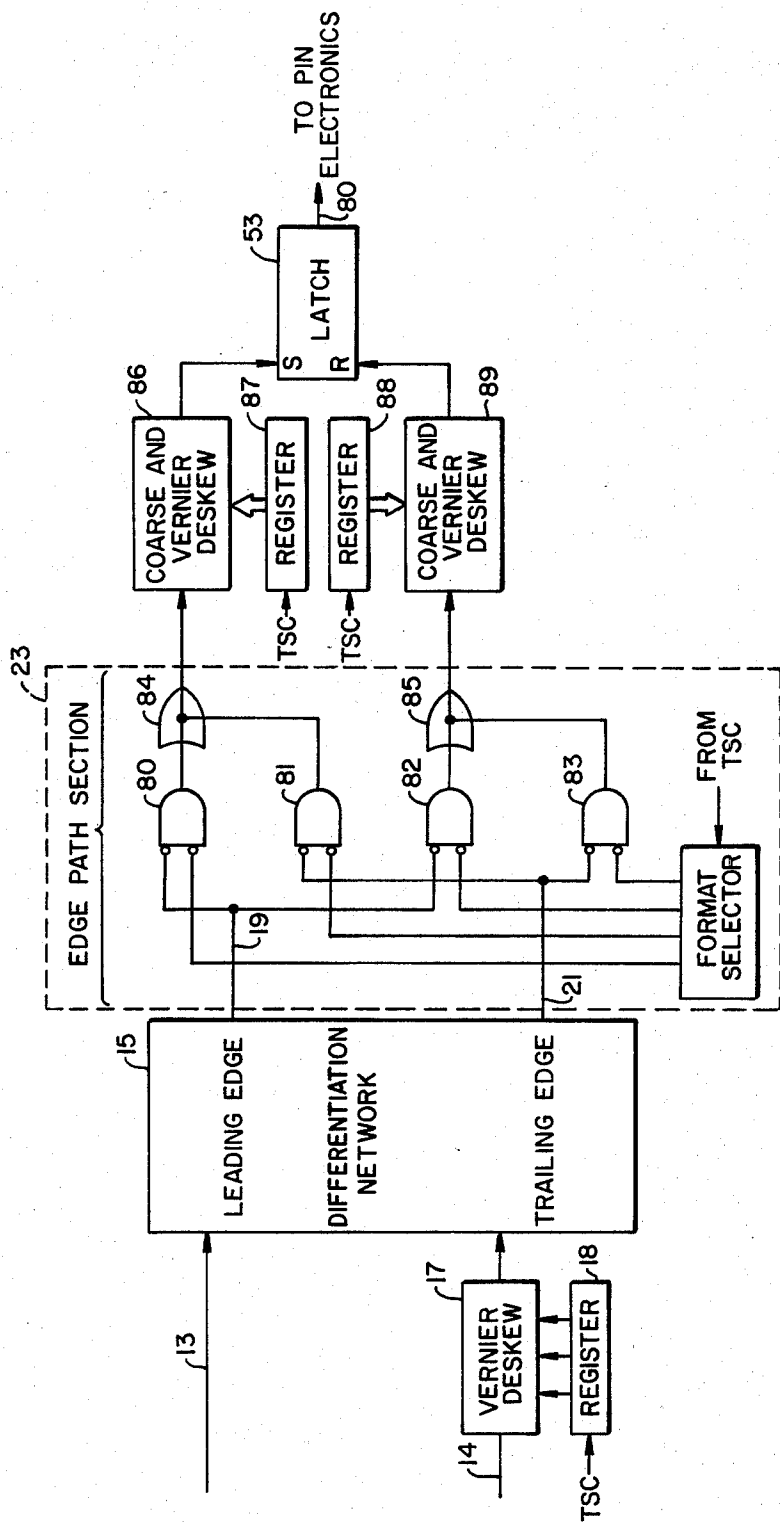 13
14
17
VERNIER
DESKEW
18
REGISTER
TSC
15
LEADING EDGE
DIFFERENTIATION
NETWORK
TRAILING EDGE
19
21
23
EDGE PATH SECTION
80
81
82
83
84
85
FORMAT
SELECTOR
FROM
TSC
86
COARSE AND
VERNIER
DESKEW
87
REGISTER
TSC
88
REGISTER
TSC
89
COARSE AND
VERNIER
DESKEW
53
S
LATCH
R
80
TO PIN
ELECTRONICS